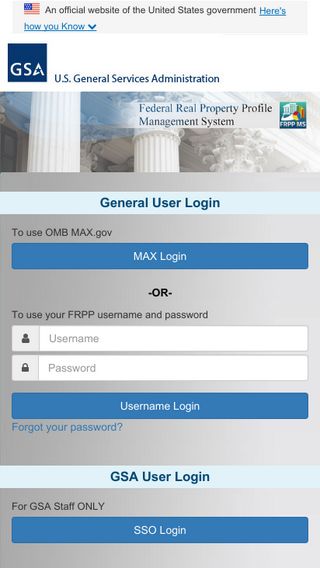 An official website of the United States government Here's
how you Know
GSA
U.S. General Services Administration
Federal Real Property Profile
Management System
FRPP MS
General User Login
To use OMB MAX.gov
MAX Login
-OR-
To use your FRPP username and password
Username
Password
Username Login
Forgot your password?
GSA User Login
For GSA Staff ONLY
SSO Login